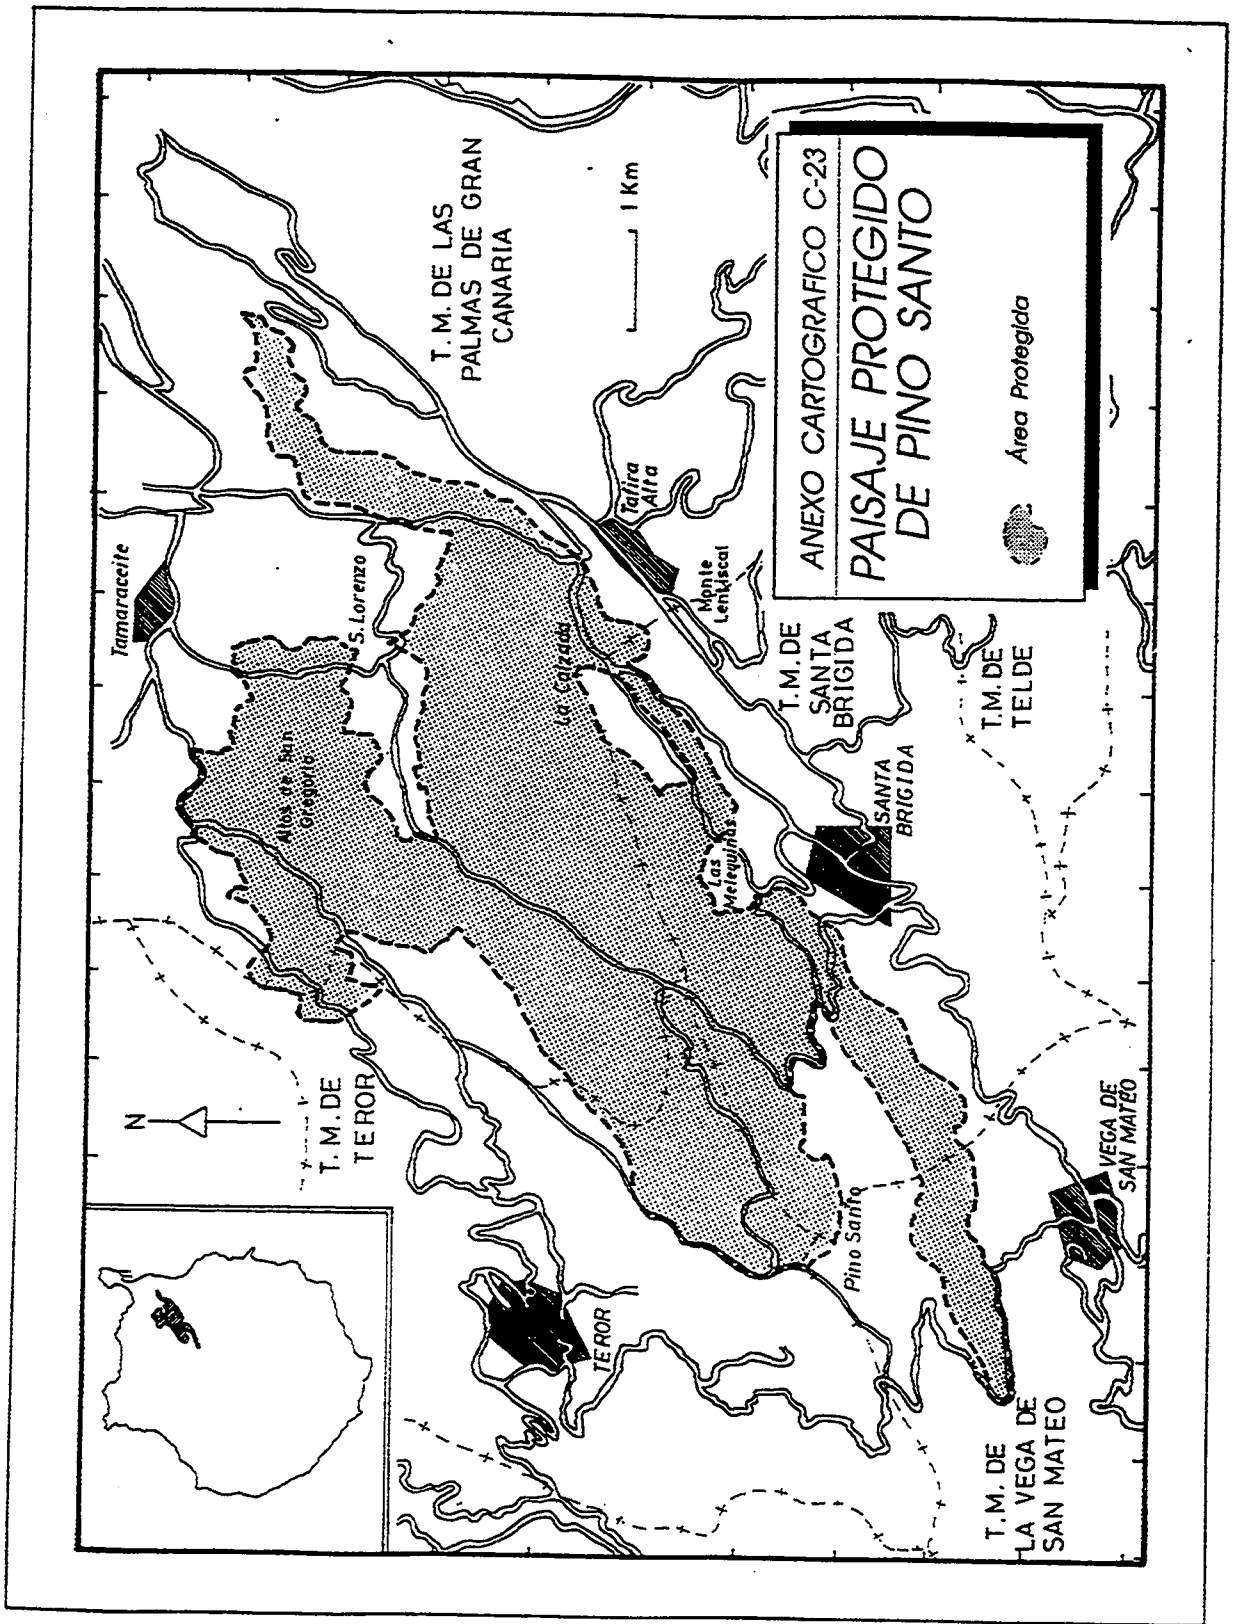 N
T.M. DE
TEROR
Tamaraceite
S. Lorenzo
Altos de San
Gregorio
T.M. DE LAS
PALMAS DE GRAN
CANARIA
1 Km
TEROR
La Calzada
Tafira
Alta
Monte
Lentiscal
Las
Meleguinas
Pino Santo
T.M. DE
SANTA
BRIGIDA
SANTA
BRIGIDA
T.M. DE
TELDE
VEGA DE
SAN MATEO
T.M. DE
LA VEGA DE
SAN MATEO
ANEXO CARTOGRAFICO C-23
PAISAJE PROTEGIDO
DE PINO SANTO
Área Protegida